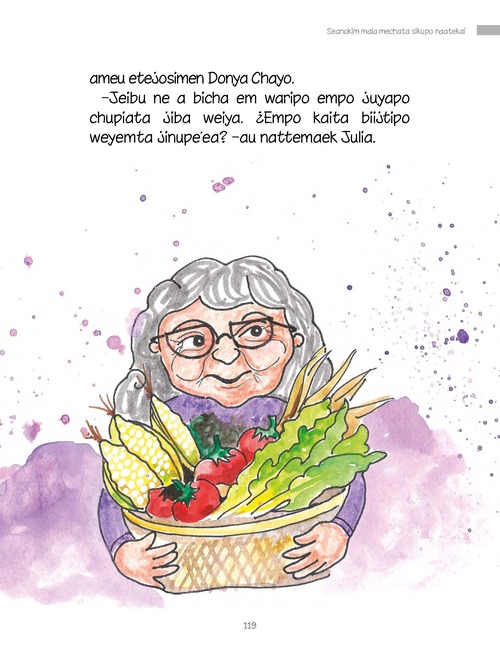 Seanokim mala mechata sikupo naatekai
ameu etejosimen Donya Chayo.
–Jeibu ne a bicha em waripo empo juyapo
chupiata jiba weiya. ¿Empo kaita biijtipo
weyemta jinupe'ea? –au nattemaek Julia.
119